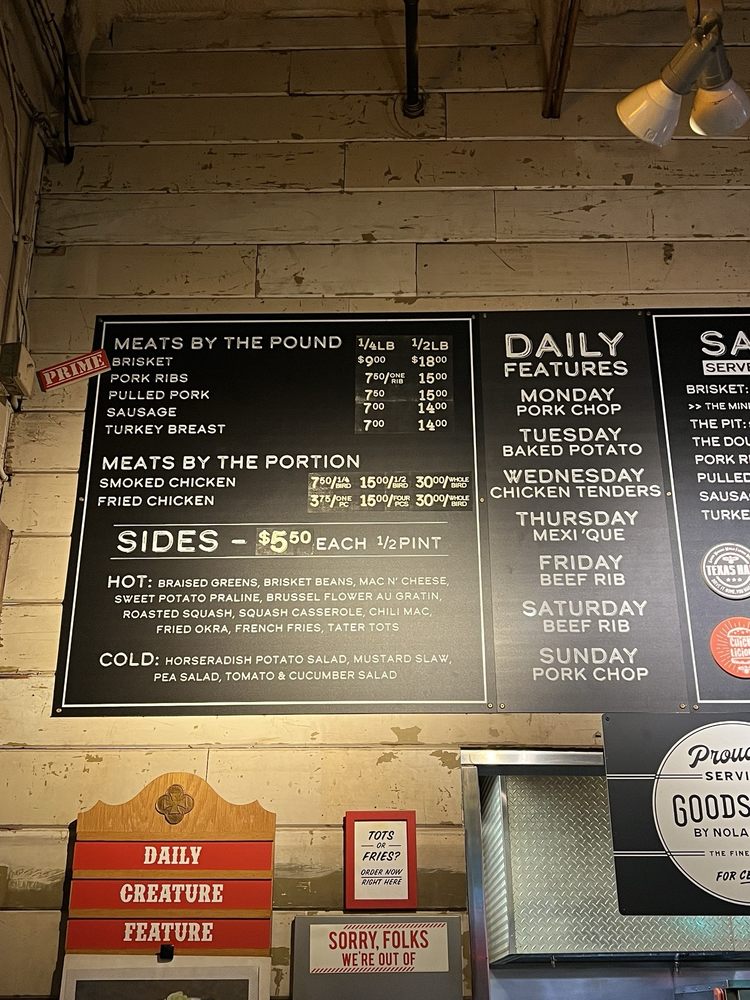 MEATS BY THE POUND 1/4LB 1/2LB
PRIME
BRISKET $9.00 $18.00
PORK RIBS 7.50/ONE RIB 15.00
PULLED PORK 7.50 15.00
SAUSAGE 7.00 14.00
TURKEY BREAST 7.00 14.00
MEATS BY THE PORTION
SMOKED CHICKEN 7.50/1/4 BIRD 15.00/1/2 BIRD 30.00/WHOLE BIRD
FRIED CHICKEN 3.75/ONE PC 15.00/FOUR PCS 30.00/WHOLE BIRD
SIDES - $5.50 EACH 1/2 PINT
HOT: BRAISED GREENS, BRISKET BEANS, MAC N' CHEESE,
SWEET POTATO PRALINE, BRUSSEL FLOWER AU GRATIN,
ROASTED SQUASH, SQUASH CASSEROLE, CHILI MAC,
FRIED OKRA, FRENCH FRIES, TATER TOTS
COLD: HORSERADISH POTATO SALAD, MUSTARD SLAW,
PEA SALAD, TOMATO & CUCUMBER SALAD
DAILY
FEATURES
MONDAY
PORK CHOP
TUESDAY
BAKED POTATO
WEDNESDAY
CHICKEN TENDERS
THURSDAY
MEXI 'QUE
FRIDAY
BEEF RIB
SATURDAY
BEEF RIB
SUNDAY
PORK CHOP
SA
SERVE
BRISKET:
>> THE MINI
THE PIT:
THE DOU
PORK RI
PULLED
SAUSA
TURKE
TEXAS HA
DAILY
CREATURE
FEATURE
TOTS
OR
FRIES?
ORDER NOW
RIGHT HERE
SORRY, FOLKS
WE'RE OUT OF
Prou
SERVI
GOODS
BY NOLA
THE FINE
FOR CE